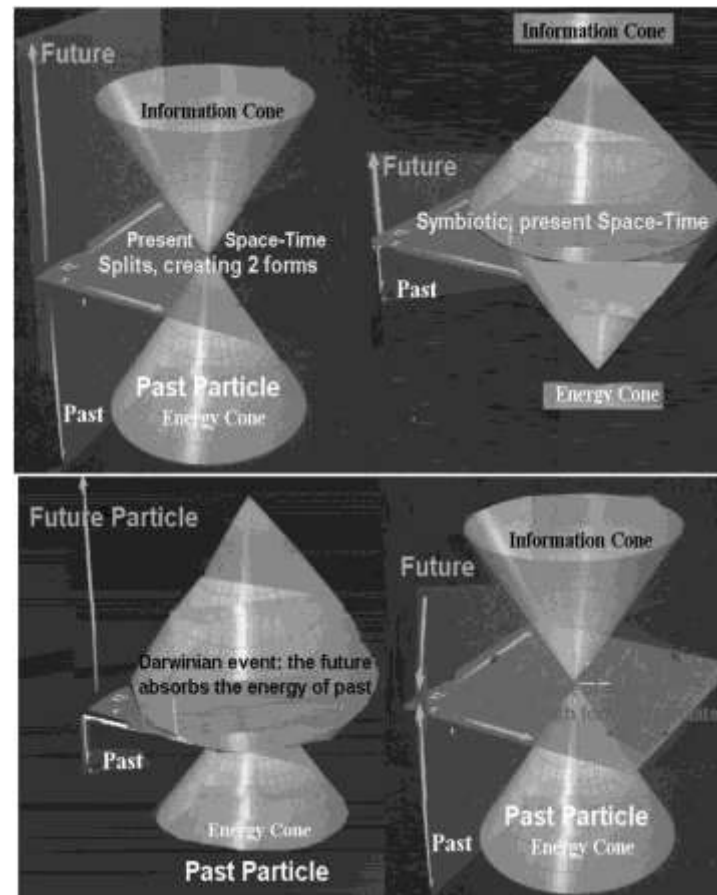 Future
Information Cone
Present Space-Time
Splits, creating 2 forms
Past Particle
Energy Cone
Past
Information Cone
Future
Symbiotic, present Space-Time
Past
Energy Cone
Future Particle
Darwinian event: the future
absorbs the energy of past
Past
Energy Cone
Past Particle
Information Cone
Future
Past Particle
Energy Cone
Past